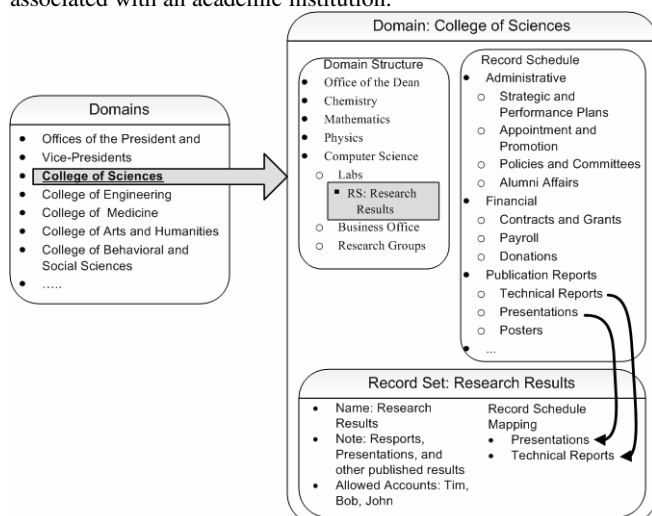 associated with an academic institution.
Domain: College of Sciences
Domains
Offices of the President and
Vice-Presidents
College of Sciences
College of Engineering
College of Medicine
College of Arts and Humanities
College of Behavioral and
Social Sciences
.....
Domain Structure
Office of the Dean
Chemistry
Mathematics
Physics
Computer Science
Labs
RS: Research
Results
Business Office
Research Groups
Record Schedule
Administrative
Strategic and
Performance Plans
Appointment and
Promotion
Policies and Committees
Alumni Affairs
Financial
Contracts and Grants
Payroll
Donations
Publication Reports
Technical Reports
Presentations
Posters
...
Record Set: Research Results
Name: Research
Results
Note: Resports,
Presentations, and
other published results
Allowed Accounts: Tim,
Bob, John
Record Schedule
Mapping
Presentations
Technical Reports